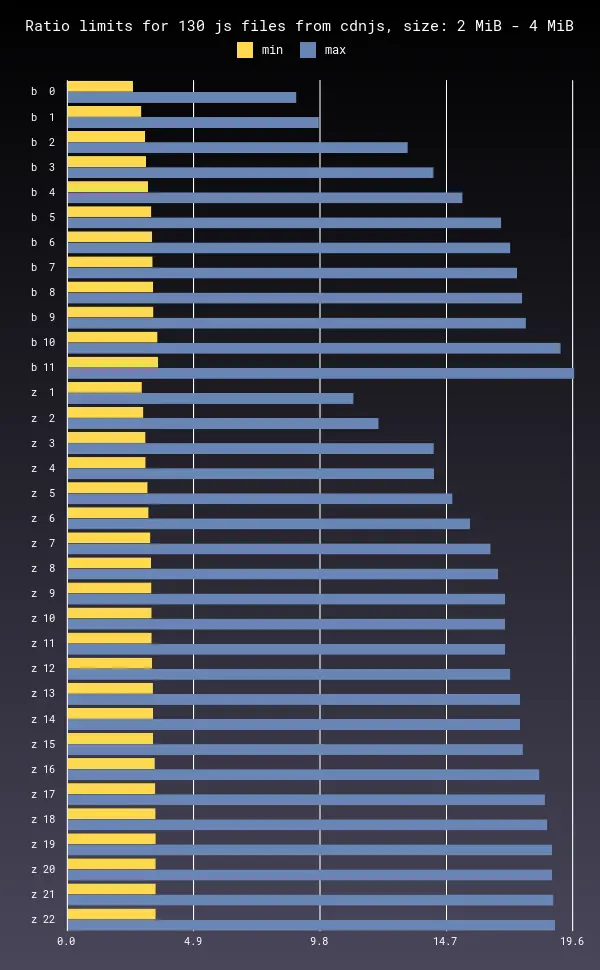 Ratio limits for 130 js files from cdnjs, size: 2 MiB - 4 MiB
min max
b 0
b 1
b 2
b 3
b 4
b 5
b 6
b 7
b 8
b 9
b 10
b 11
z 1
z 2
z 3
z 4
z 5
z 6
z 7
z 8
z 9
z 10
z 11
z 12
z 13
z 14
z 15
z 16
z 17
z 18
z 19
z 20
z 21
z 22
0.0 4.9 9.8 14.7 19.6